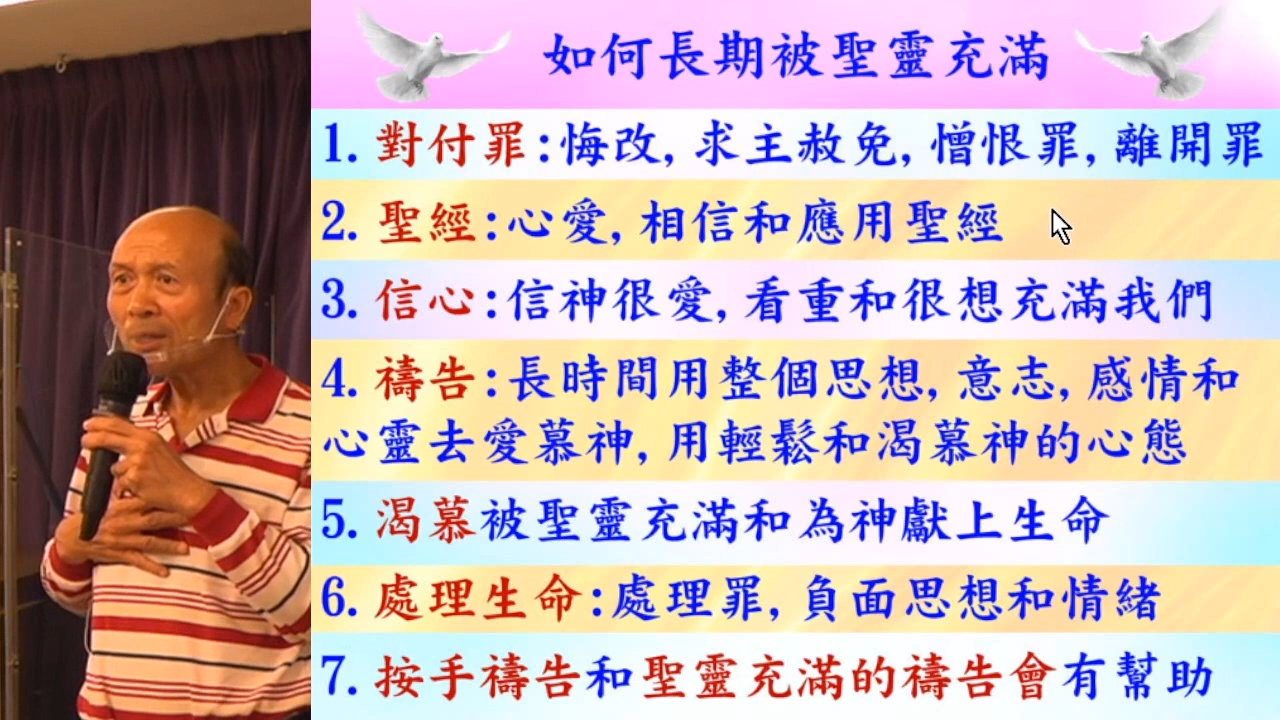 如何長期被聖靈充滿
1. 對付罪:悔改, 求主赦免, 憎恨罪, 離開罪
2. 聖經:心愛, 相信和應用聖經
3. 信心:信神很愛, 看重和很想充滿我們
4. 禱告:長時間用整個思想, 意志, 感情和
心靈去愛慕神, 用輕鬆和渴慕神的心態
5. 渴慕被聖靈充滿和為神獻上生命
6. 處理生命:處理罪, 負面思想和情緒
7. 按手禱告和聖靈充滿的禱告會有幫助